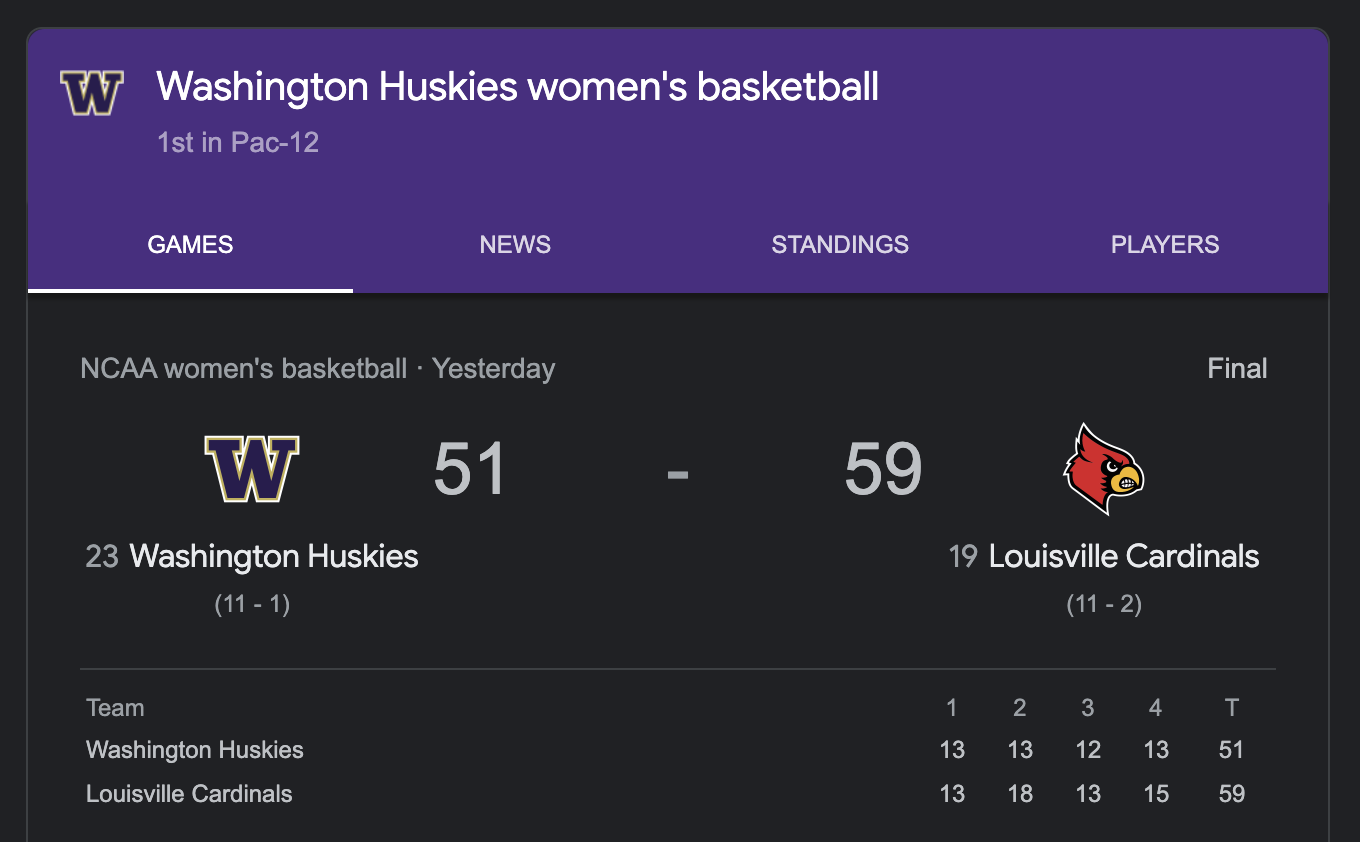 W Washington Huskies women's basketball
1st in Pac-12
GAMES NEWS STANDINGS PLAYERS
NCAA women's basketball · Yesterday Final
W 51 - 59
23 Washington Huskies 19 Louisville Cardinals
(11 - 1) (11 - 2)
Team 1 2 3 4 T
Washington Huskies 13 13 12 13 51
Louisville Cardinals 13 18 13 15 59